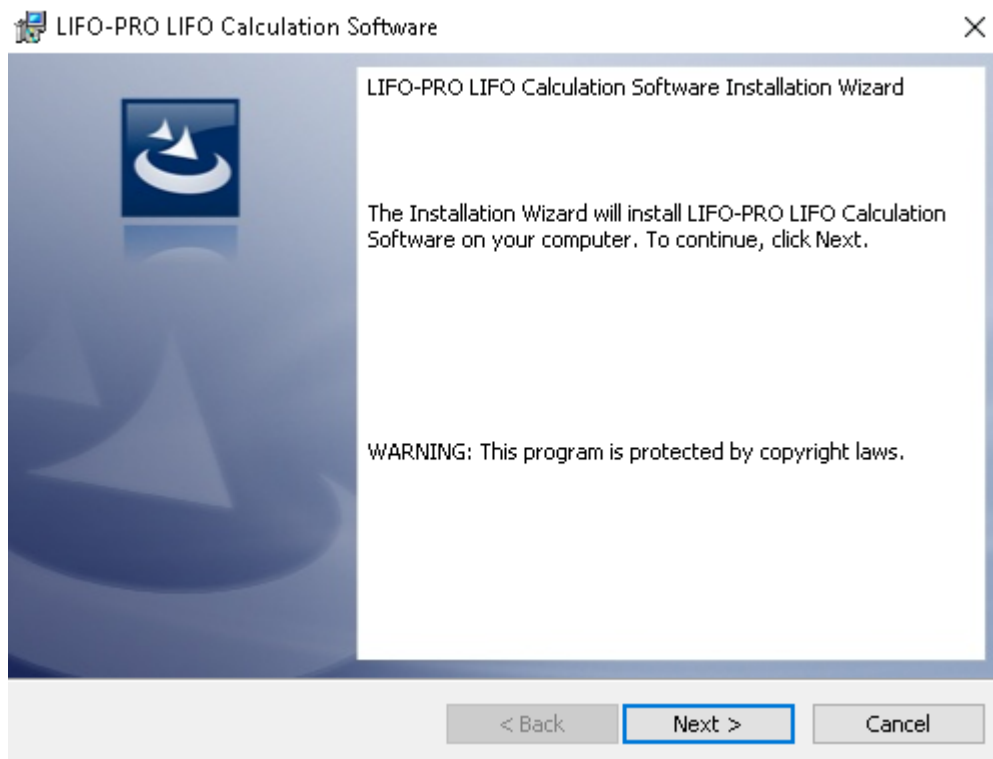 LIFO-PRO LIFO Calculation Software
LIFO-PRO LIFO Calculation Software Installation Wizard
The Installation Wizard will install LIFO-PRO LIFO Calculation
Software on your computer. To continue, click Next.
WARNING: This program is protected by copyright laws.
< Back
Next >
Cancel